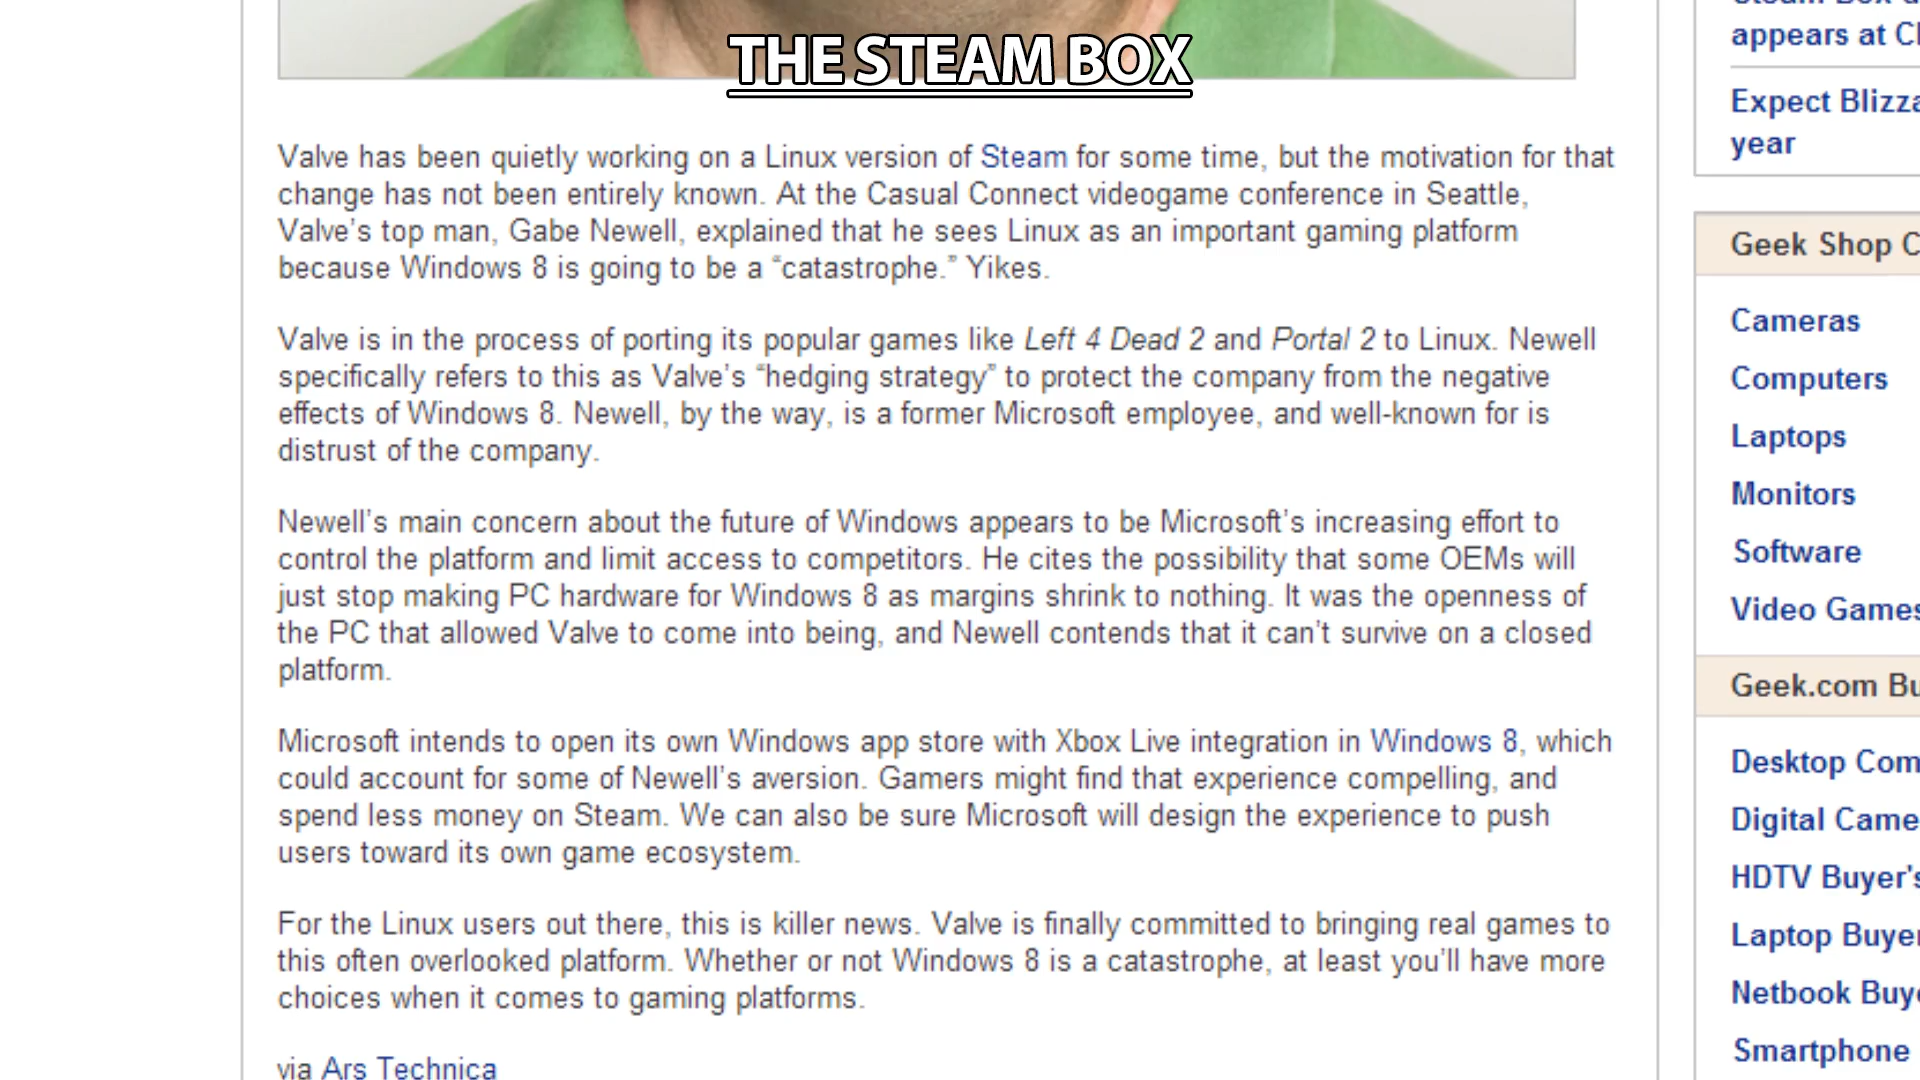 THE STEAM BOX
Valve has been quietly working on a Linux version of Steam for some time, but the motivation for that
change has not been entirely known. At the Casual Connect videogame conference in Seattle,
Valve’s top man, Gabe Newell, explained that he sees Linux as an important gaming platform
because Windows 8 is going to be a “catastrophe.” Yikes.
Valve is in the process of porting its popular games like Left 4 Dead 2 and Portal 2 to Linux. Newell
specifically refers to this as Valve’s “hedging strategy” to protect the company from the negative
effects of Windows 8. Newell, by the way, is a former Microsoft employee, and well-known for is
distrust of the company.
Newell’s main concern about the future of Windows appears to be Microsoft’s increasing effort to
control the platform and limit access to competitors. He cites the possibility that some OEMs will
just stop making PC hardware for Windows 8 as margins shrink to nothing. It was the openness of
the PC that allowed Valve to come into being, and Newell contends that it can’t survive on a closed
platform.
Microsoft intends to open its own Windows app store with Xbox Live integration in Windows 8, which
could account for some of Newell’s aversion. Gamers might find that experience compelling, and
spend less money on Steam. We can also be sure Microsoft will design the experience to push
users toward its own game ecosystem.
For the Linux users out there, this is killer news. Valve is finally committed to bringing real games to
this often overlooked platform. Whether or not Windows 8 is a catastrophe, at least you’ll have more
choices when it comes to gaming platforms.
via Ars Technica
Steam Box
appears at
Expect
year
Geek Shop
Cameras
Computers
Laptops
Monitors
Software
Video Games
Geek.com
Desktop
Digital
HDTV Buyer's
Laptop
Netbook
Smartphone